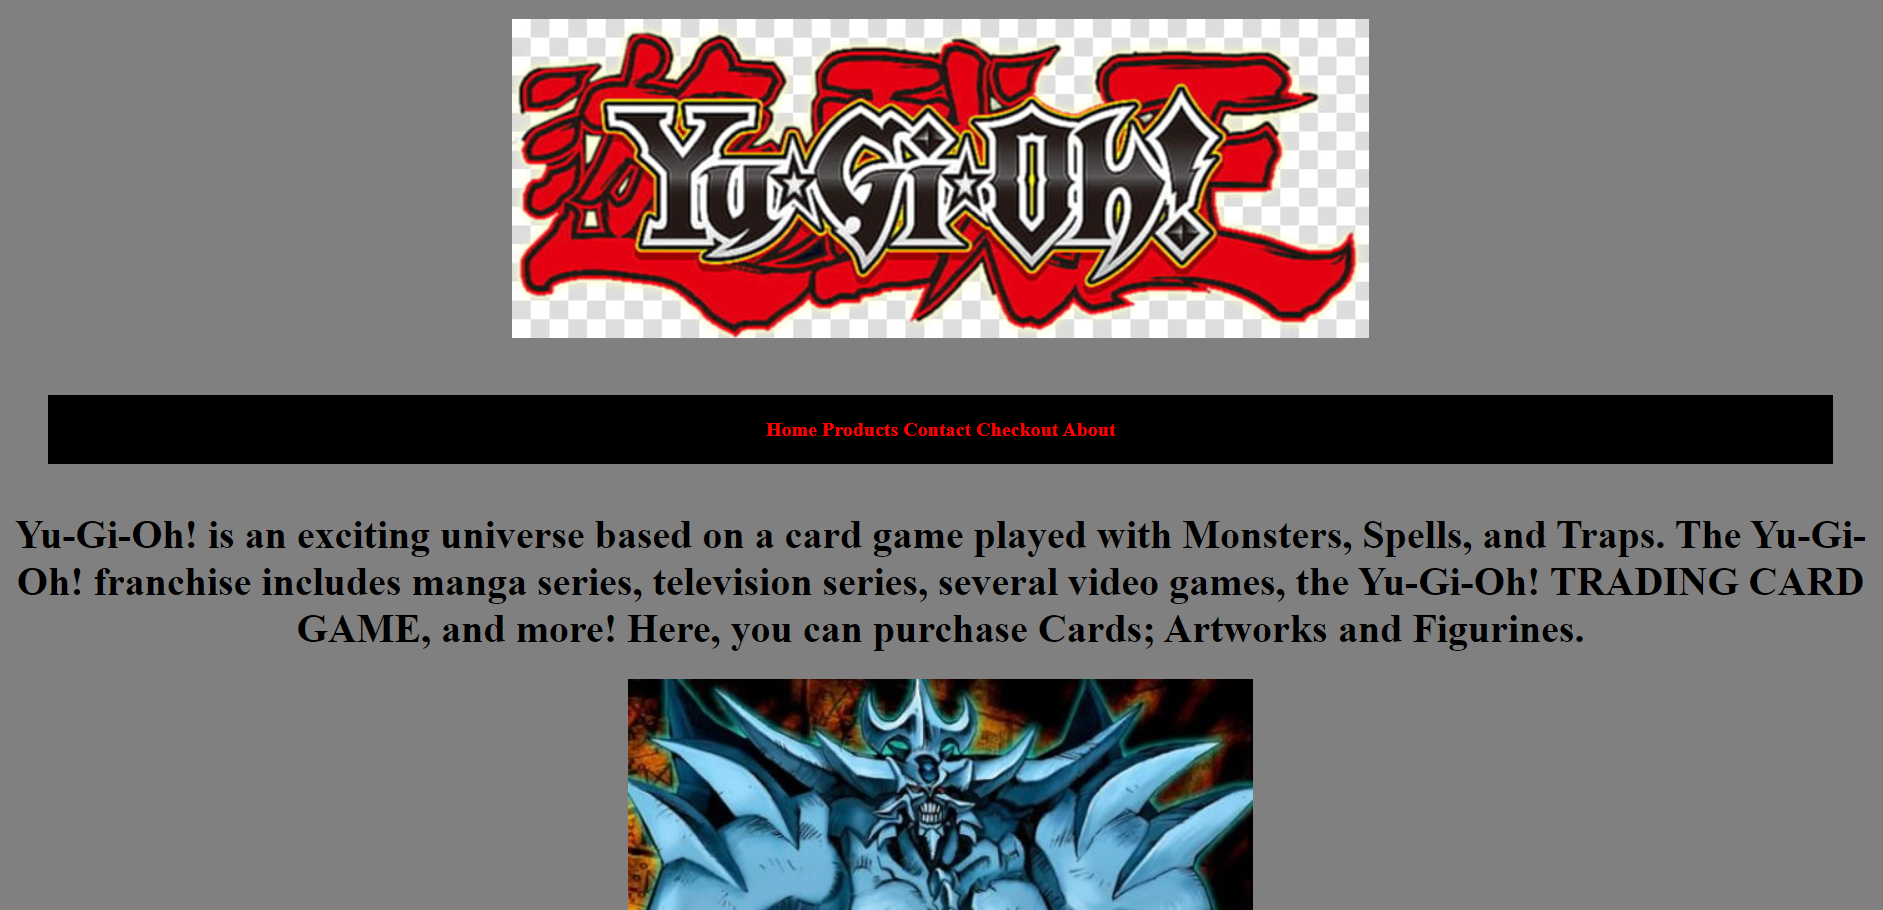 遊戯王
Yu-Gi-Oh!
Home Products Contact Checkout About
Yu-Gi-Oh! is an exciting universe based on a card game played with Monsters, Spells, and Traps. The Yu-Gi-
Oh! franchise includes manga series, television series, several video games, the Yu-Gi-Oh! TRADING CARD
GAME, and more! Here, you can purchase Cards; Artworks and Figurines.